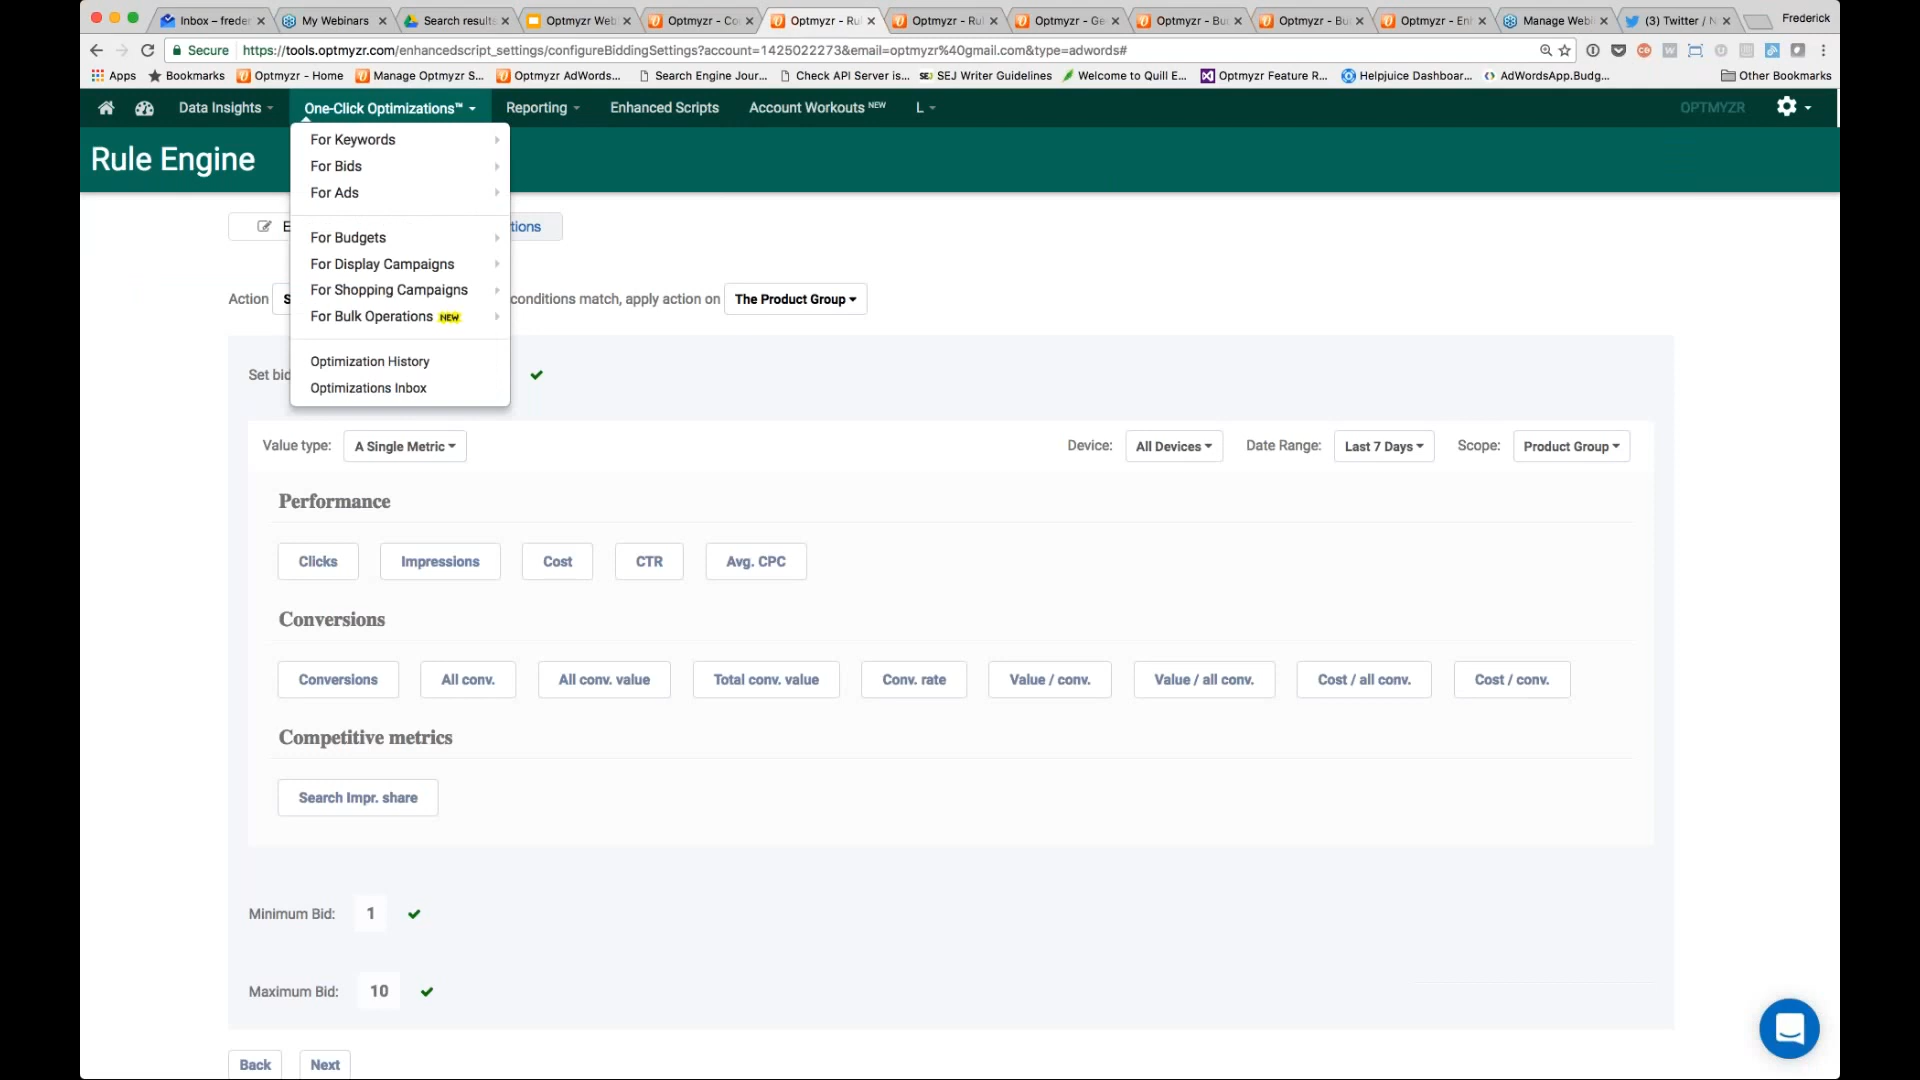 Inbox – freder
My Webinars
Search results
Optmyzr Web
Optmyzr - Co
Optmyzr - Ru
Optmyzr - Rul
Optmyzr - Ge
Optmyzr - Bu
Optmyzr - Bu
Optmyzr - Enh
Manage Webi
(3) Twitter / N
Frederick
Secure
https://tools.optmyzr.com/enhancedscript_settings/configureBiddingSettings?account=1425022273&email=optmyzr%40gmail.com&type=adwords#
Apps
Bookmarks
Optmyzr - Home
Manage Optmyzr S...
Optmyzr AdWords...
Search Engine Jour...
Check API Server is...
SEJ Writer Guidelines
Welcome to Quill E...
Optmyzr Feature R...
Helpjuice Dashboar...
AdWordsApp.Budg...
Other Bookmarks
Data Insights
One-Click Optimizations™
Reporting
Enhanced Scripts
Account Workouts NEW
L
OPTMYZR
Rule Engine
For Keywords
For Bids
For Ads
For Budgets
For Display Campaigns
For Shopping Campaigns
For Bulk Operations NEW
Optimization History
Optimizations Inbox
E
tions
Action S
conditions match, apply action on The Product Group
Set bid
Value type: A Single Metric
Device: All Devices
Date Range: Last 7 Days
Scope: Product Group
Performance
Clicks
Impressions
Cost
CTR
Avg. CPC
Conversions
Conversions
All conv.
All conv. value
Total conv. value
Conv. rate
Value / conv.
Value / all conv.
Cost / all conv.
Cost / conv.
Competitive metrics
Search Impr. share
Minimum Bid: 1
Maximum Bid: 10
Back
Next